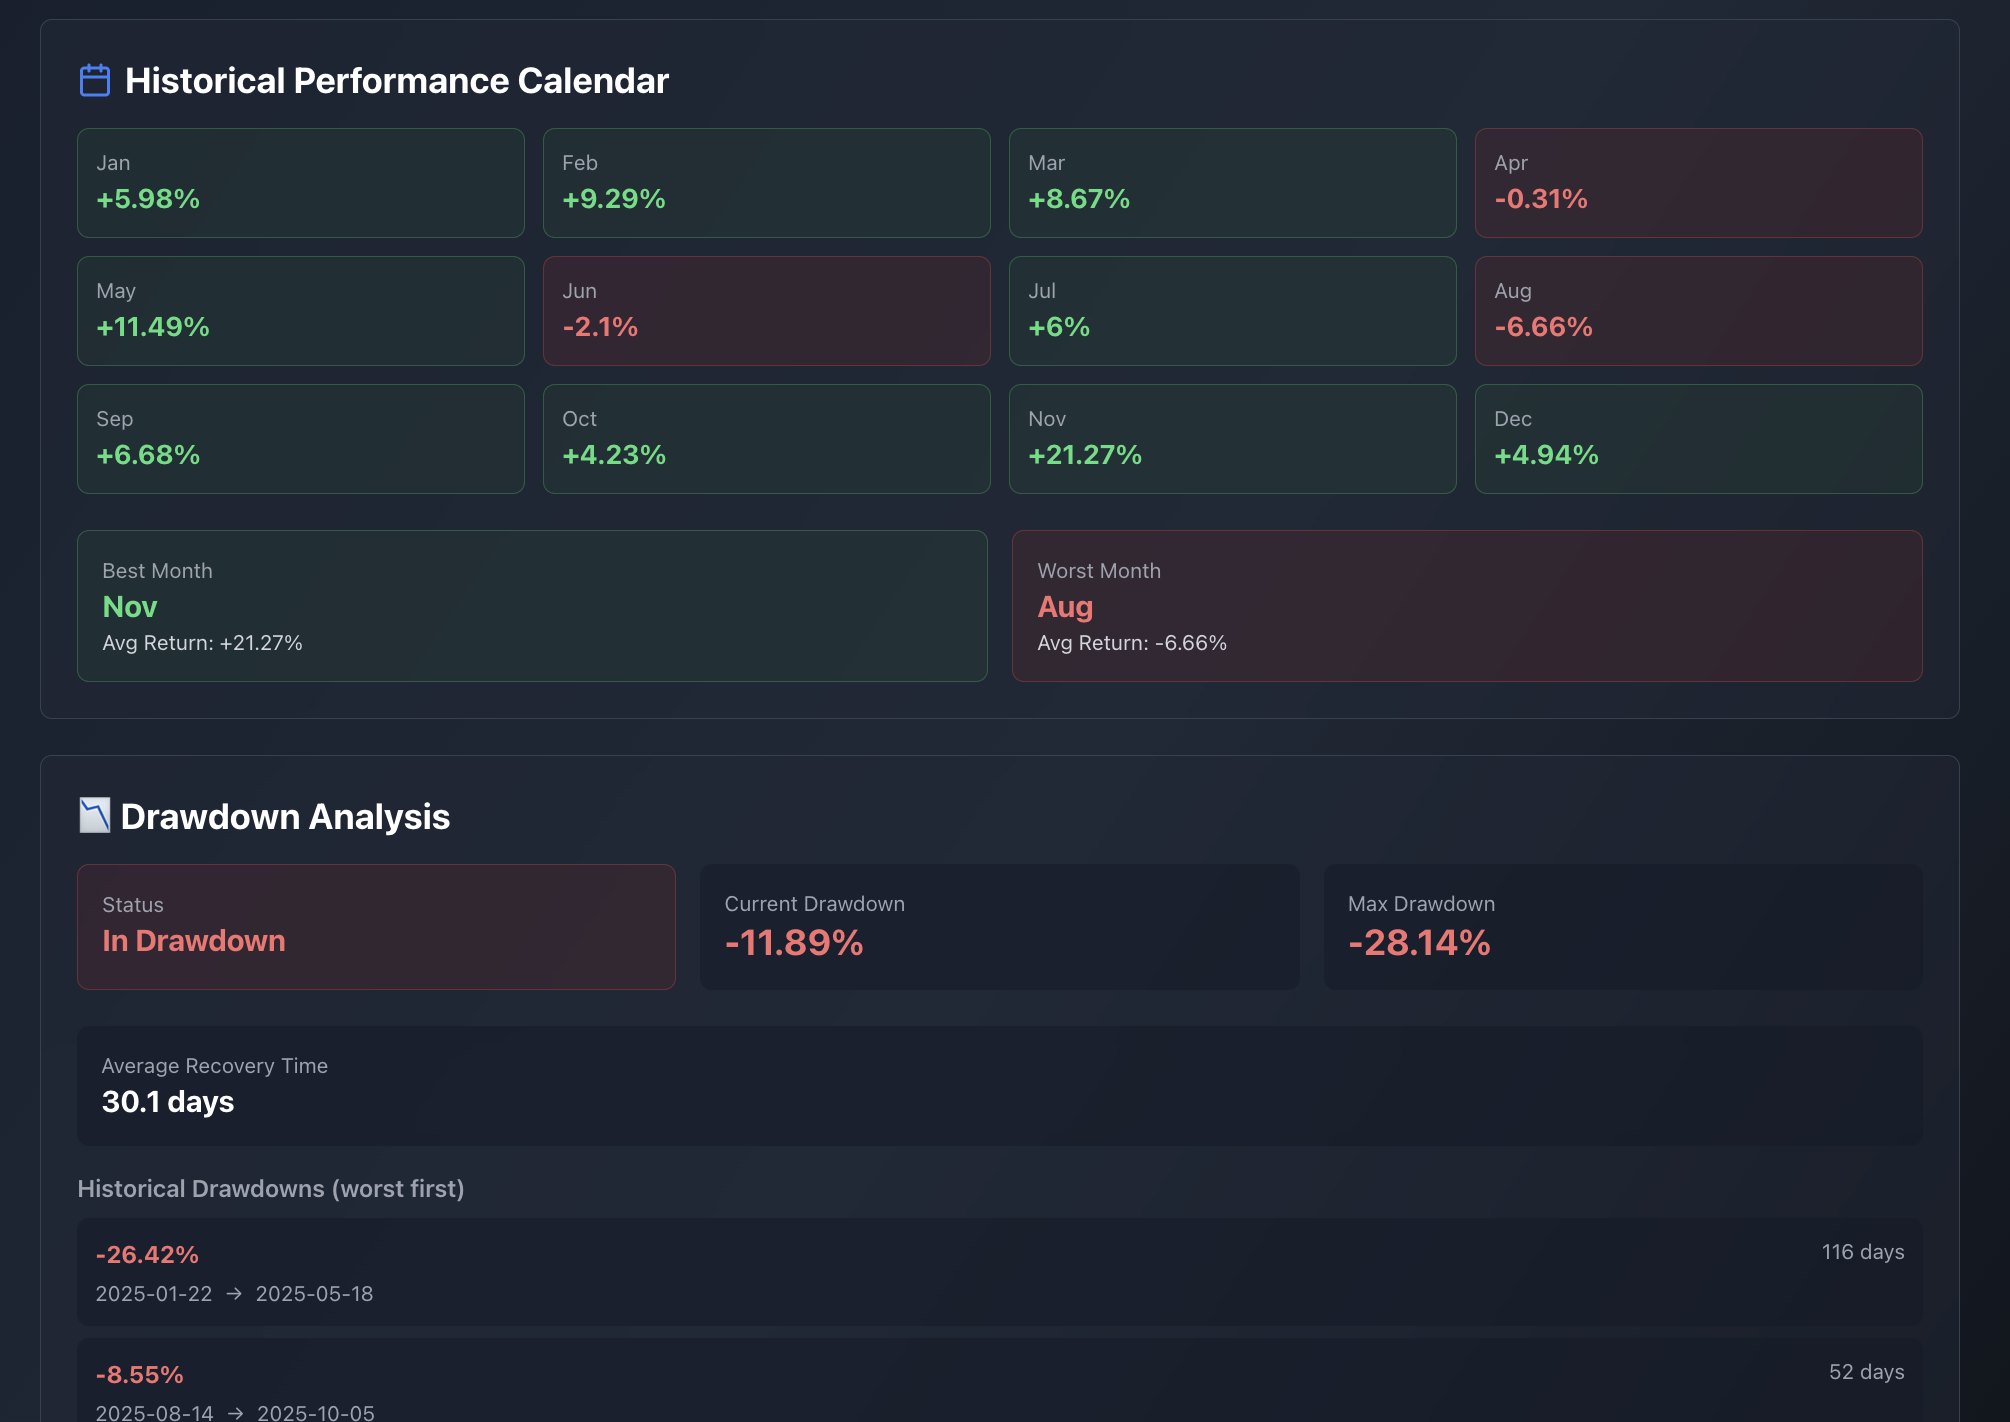 Historical Performance Calendar
Jan
+5.98%
Feb
+9.29%
Mar
+8.67%
Apr
-0.31%
May
+11.49%
Jun
-2.1%
Jul
+6%
Aug
-6.66%
Sep
+6.68%
Oct
+4.23%
Nov
+21.27%
Dec
+4.94%
Best Month
Nov
Avg Return: +21.27%
Worst Month
Aug
Avg Return: -6.66%
Drawdown Analysis
Status
In Drawdown
Current Drawdown
-11.89%
Max Drawdown
-28.14%
Average Recovery Time
30.1 days
Historical Drawdowns (worst first)
-26.42%
116 days
2025-01-22 → 2025-05-18
-8.55%
52 days
2025-08-14 → 2025-10-05